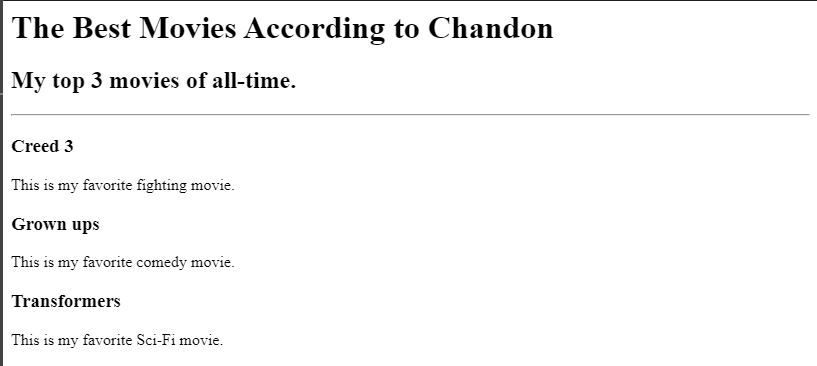 The Best Movies According to Chandon
My top 3 movies of all-time.
Creed 3
This is my favorite fighting movie.
Grown ups
This is my favorite comedy movie.
Transformers
This is my favorite Sci-Fi movie.